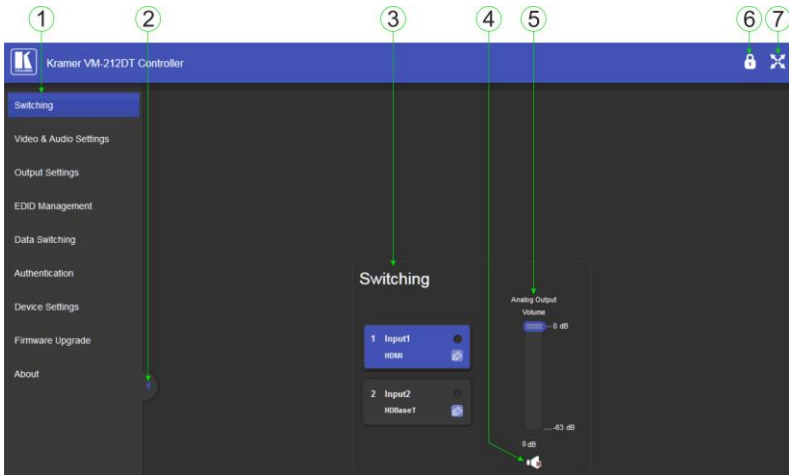 1 2 3 4 5 6 7
Kramer VM-212DT Controller
Switching
Video & Audio Settings
Output Settings
EDID Management
Data Switching
Authentication
Device Settings
Firmware Upgrade
About
Switching
1 Input1
HDMI
2 Input2
HDBaseT
Analog Output
Volume
0 dB
-63 dB
0 dB